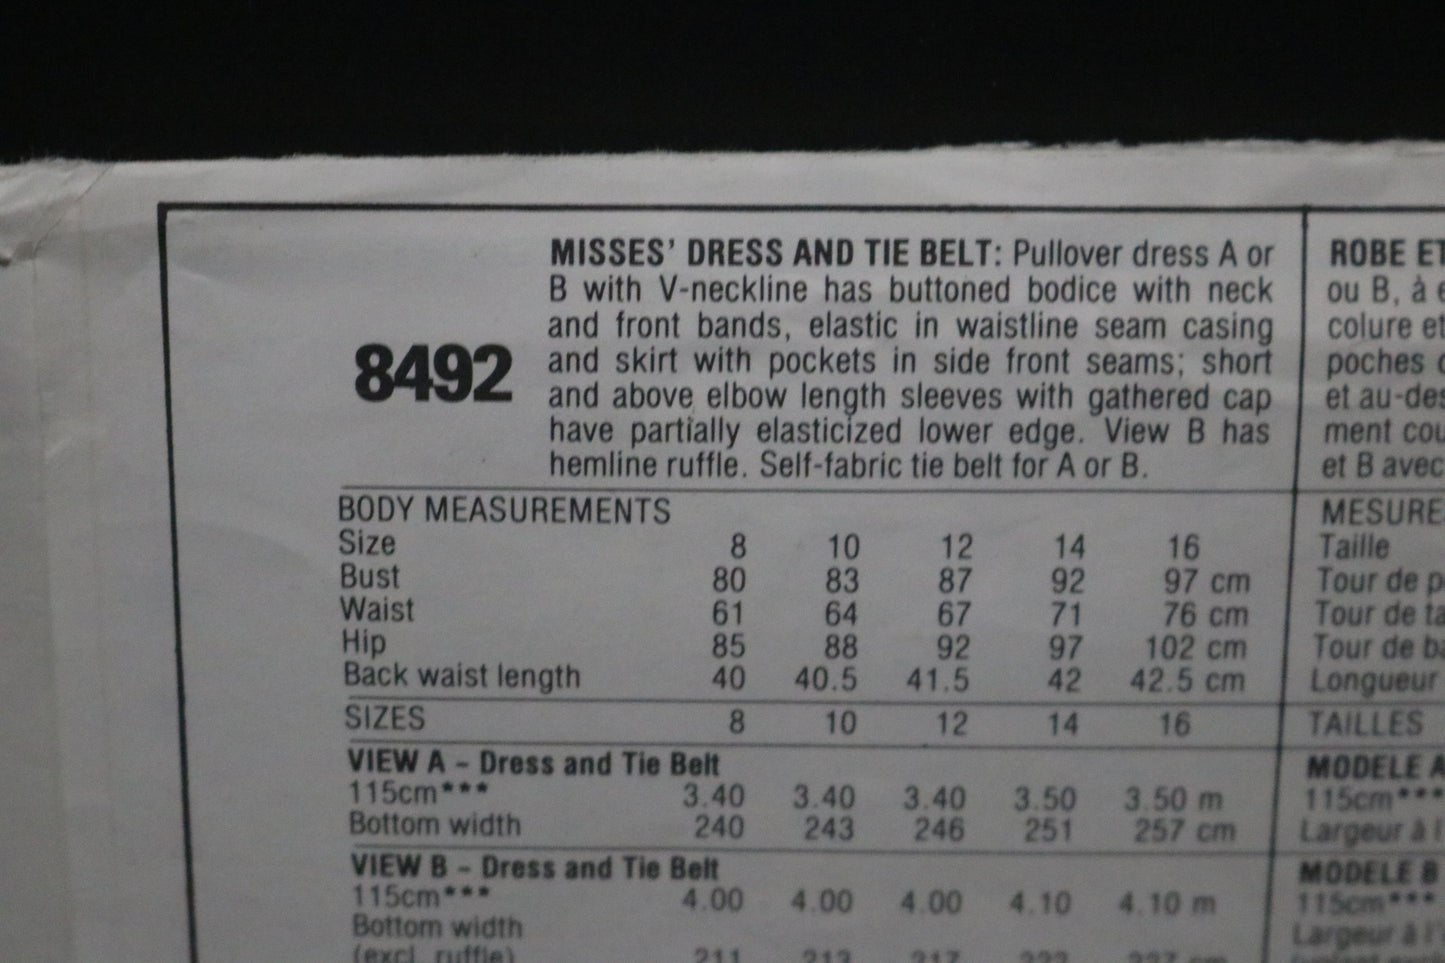 8492
MISSES' DRESS AND TIE BELT: Pullover dress A or
B with V-neckline has buttoned bodice with neck
and front bands, elastic in waistline seam casing
and skirt with pockets in side front seams; short
and above elbow length sleeves with gathered cap
have partially elasticized lower edge. View B has
hemline ruffle. Self-fabric tie belt for A or B.
BODY MEASUREMENTS
Size 8 10 12 14 16
Bust 80 83 87 92 97 cm
Waist 61 64 67 71 76 cm
Hip 85 88 92 97 102 cm
Back waist length 40 40.5 41.5 42 42.5 cm
SIZES 8 10 12 14 16
VIEW A - Dress and Tie Belt
115cm*** 3.40 3.40 3.40 3.50 3.50 m
Bottom width 240 243 246 251 257 cm
VIEW B - Dress and Tie Belt
115cm*** 4.00 4.00 4.00 4.10 4.10 m
Bottom width
(excl. ruffle) 211 213 217 222 227 cm
ROBE ET
ou B, à
colure et
poches
et au-des
ment cou
et B avec
MESURE
Taille
Tour de p
Tour de ta
Tour de ba
Longueur
TAILLES
MODELE A
115cm***
Largeur à l
MODELE B
115cm***
Largeur à l'